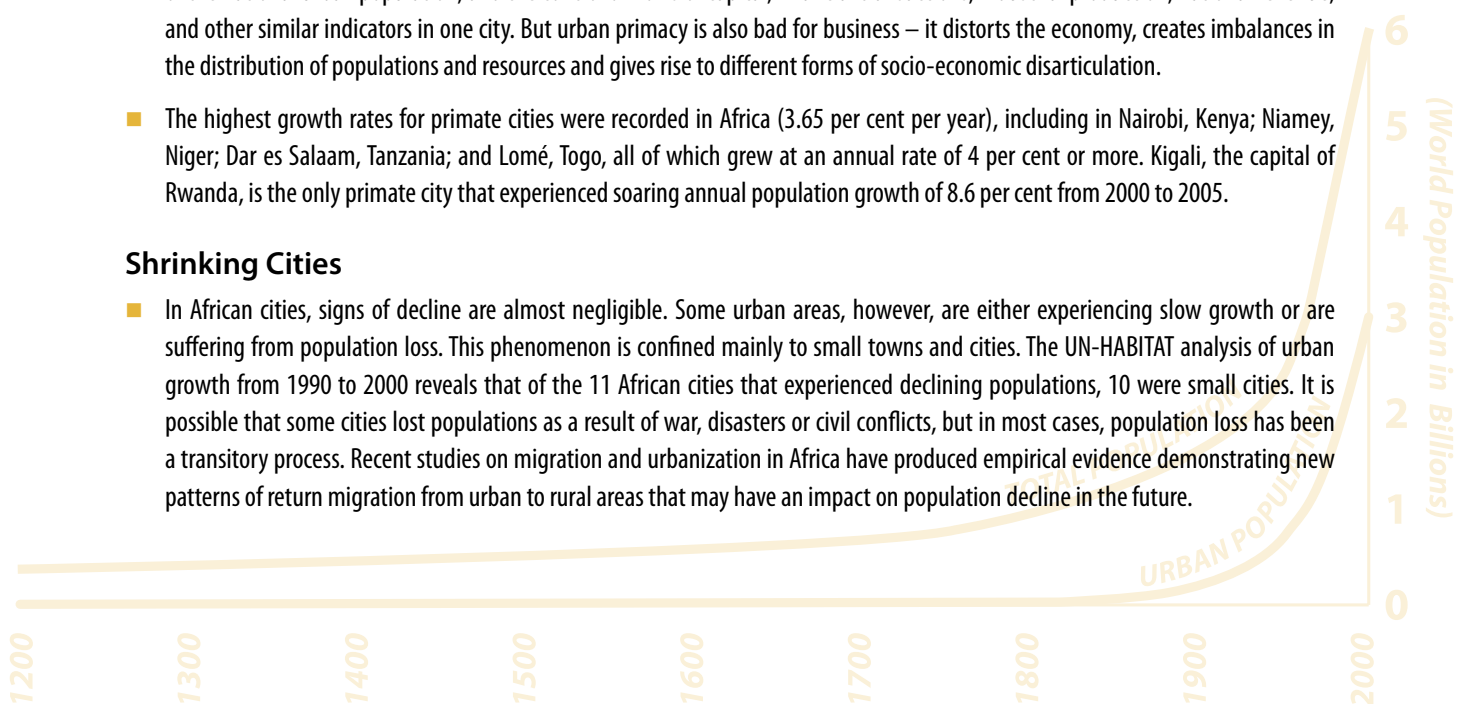 and other similar indicators in one city. But urban primacy is also bad for business – it distorts the economy, creates imbalances in
the distribution of populations and resources and gives rise to different forms of socio-economic disarticulation.
■ The highest growth rates for primate cities were recorded in Africa (3.65 per cent per year), including in Nairobi, Kenya; Niamey,
Niger; Dar es Salaam, Tanzania; and Lomé, Togo, all of which grew at an annual rate of 4 per cent or more. Kigali, the capital of
Rwanda, is the only primate city that experienced soaring annual population growth of 8.6 per cent from 2000 to 2005.
Shrinking Cities
■ In African cities, signs of decline are almost negligible. Some urban areas, however, are either experiencing slow growth or are
suffering from population loss. This phenomenon is confined mainly to small towns and cities. The UN-HABITAT analysis of urban
growth from 1990 to 2000 reveals that of the 11 African cities that experienced declining populations, 10 were small cities. It is
possible that some cities lost populations as a result of war, disasters or civil conflicts, but in most cases, population loss has been
a transitory process. Recent studies on migration and urbanization in Africa have produced empirical evidence demonstrating new
patterns of return migration from urban to rural areas that may have an impact on population decline in the future.
TOTAL POPULATION
URBAN POPULATION
6
5
4
3
2
1
0
(World Population in Billions)
1200
1300
1400
1500
1600
1700
1800
1900
2000